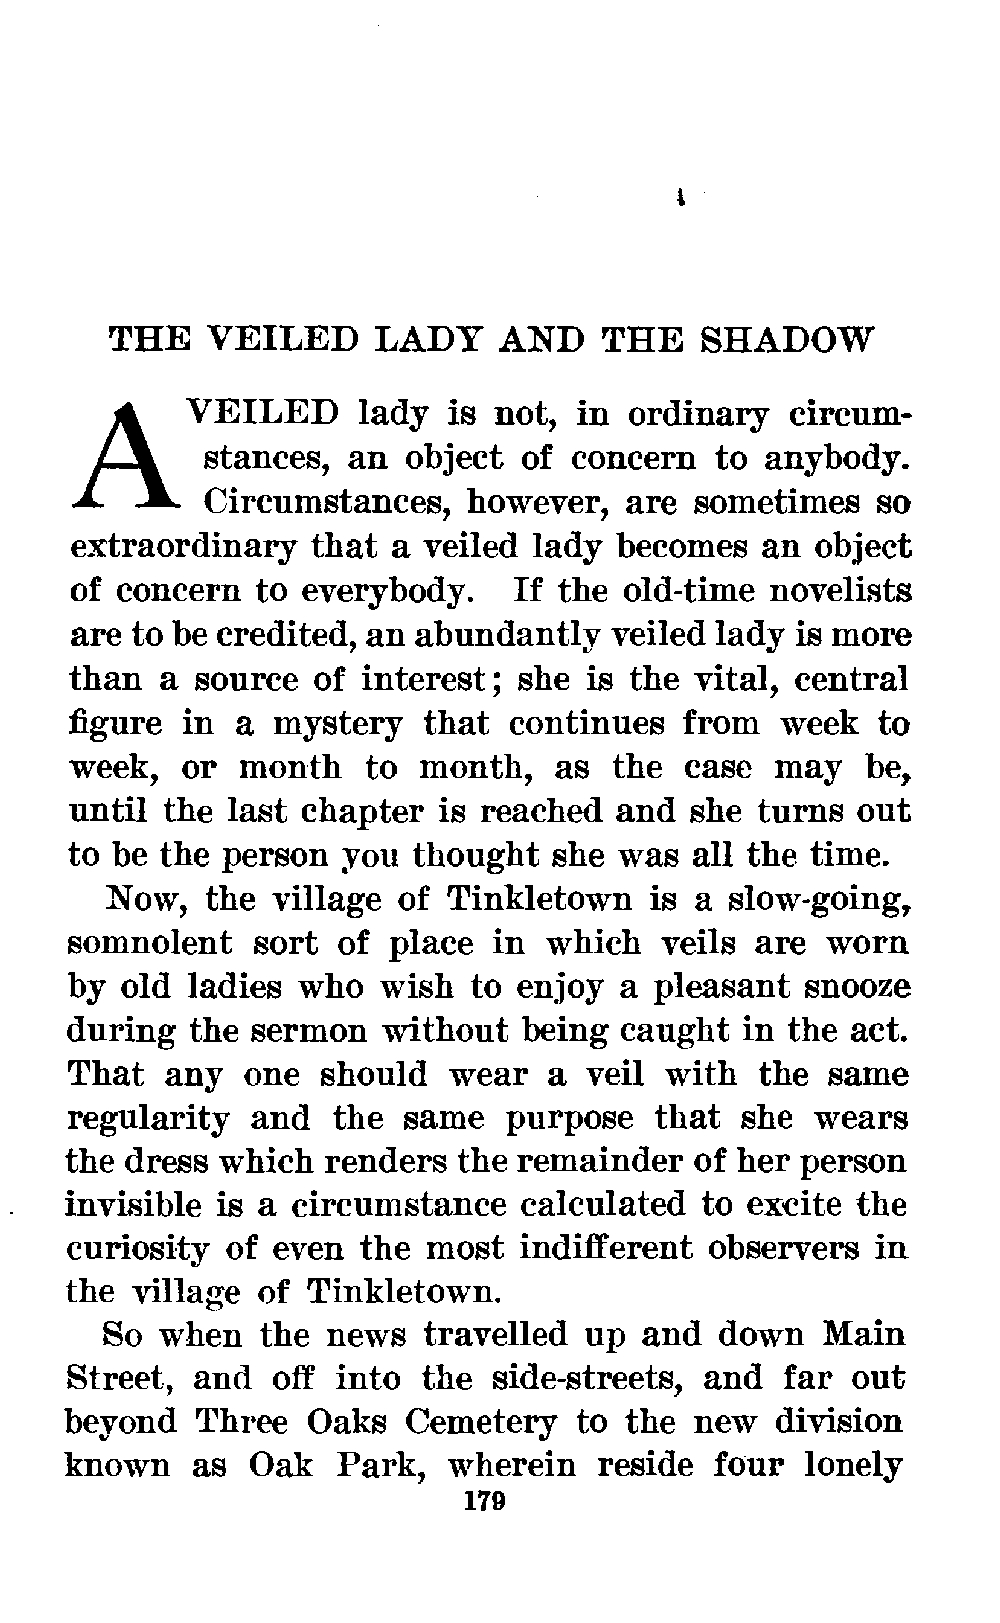 THE VEILED LADY AND THE SHADOW
A VEILED lady is not, in ordinary circum-
stances, an object of concern to anybody.
Circumstances, however, are sometimes so
extraordinary that a veiled lady becomes an object
of concern to everybody. If the old-time novelists
are to be credited, an abundantly veiled lady is more
than a source of interest; she is the vital, central
figure in a mystery that continues from week to
week, or month to month, as the case may be,
until the last chapter is reached and she turns out
to be the person you thought she was all the time.
Now, the village of Tinkletown is a slow-going,
somnolent sort of place in which veils are worn
by old ladies who wish to enjoy a pleasant snooze
during the sermon without being caught in the act.
That any one should wear a veil with the same
regularity and the same purpose that she wears
the dress which renders the remainder of her person
invisible is a circumstance calculated to excite the
curiosity of even the most indifferent observers in
the village of Tinkletown.
So when the news travelled up and down Main
Street, and off into the side-streets, and far out
beyond Three Oaks Cemetery to the new division
known as Oak Park, wherein reside four lonely
179